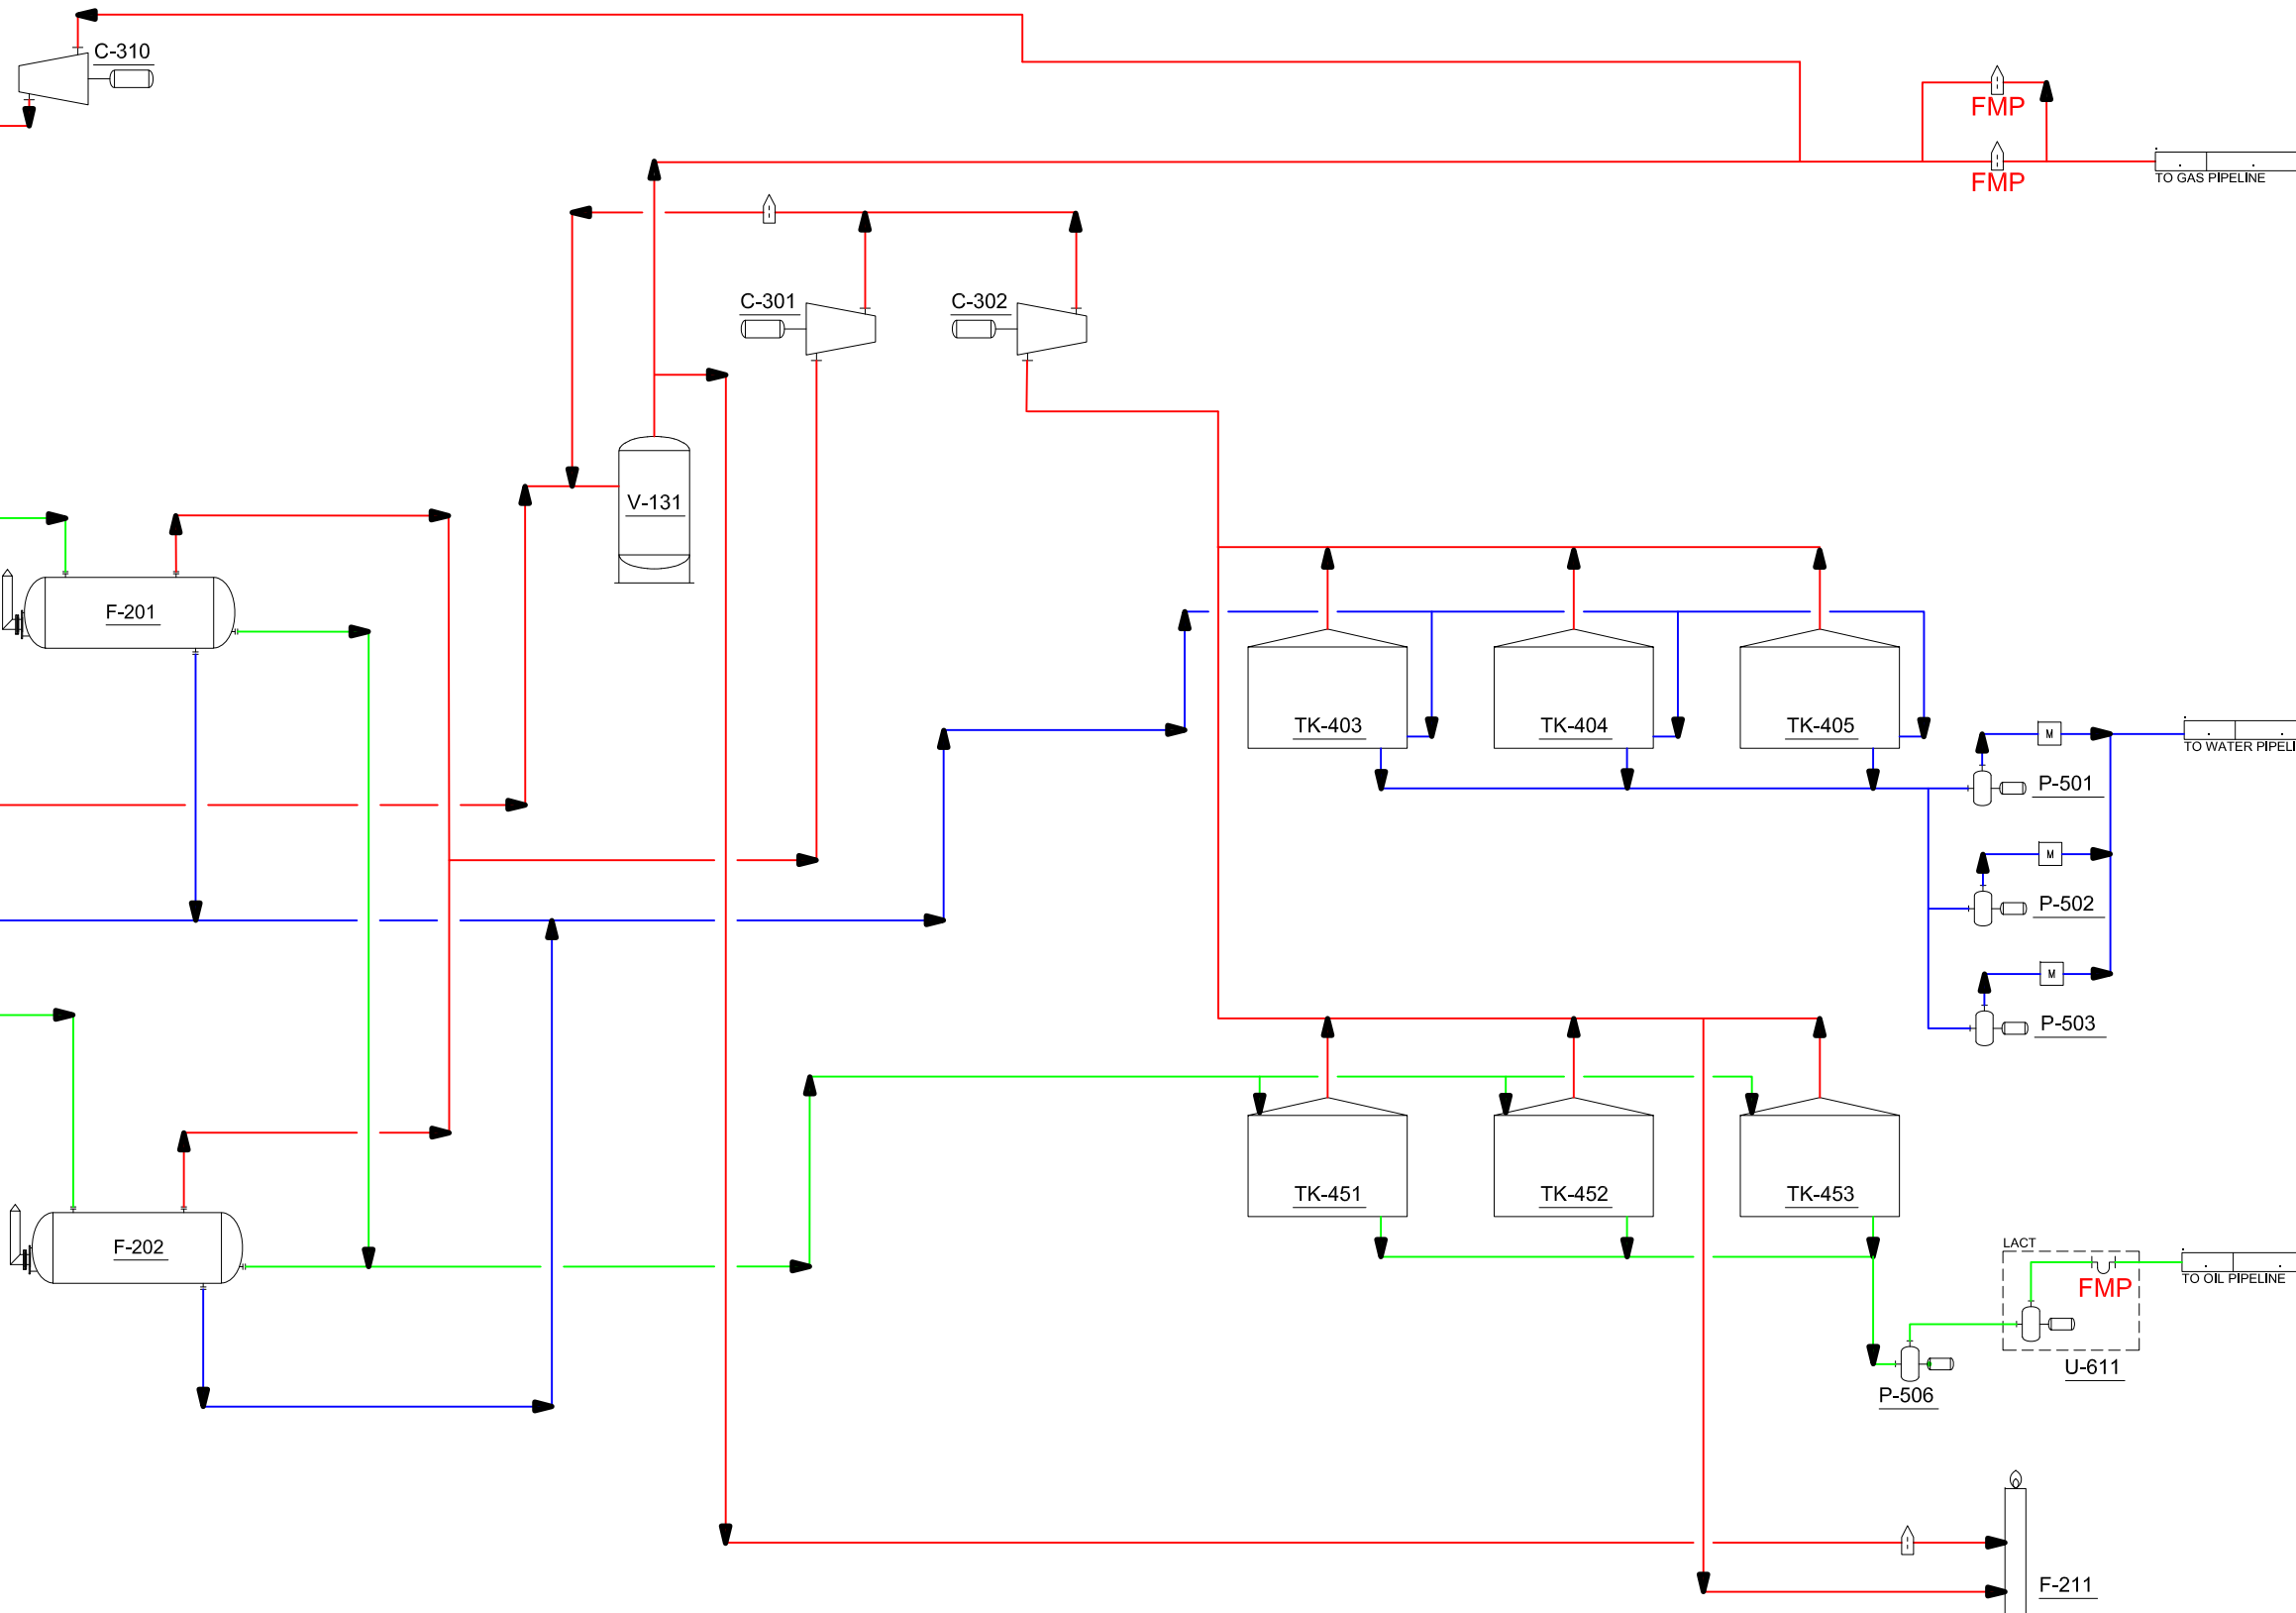 C-310
FMP
FMP
TO GAS PIPELINE
C-301
C-302
V-131
F-201
TK-403
TK-404
TK-405
M
TO WATER PIPELI
P-501
M
P-502
M
P-503
TK-451
TK-452
TK-453
F-202
LACT
FMP
TO OIL PIPELINE
U-611
P-506
F-211